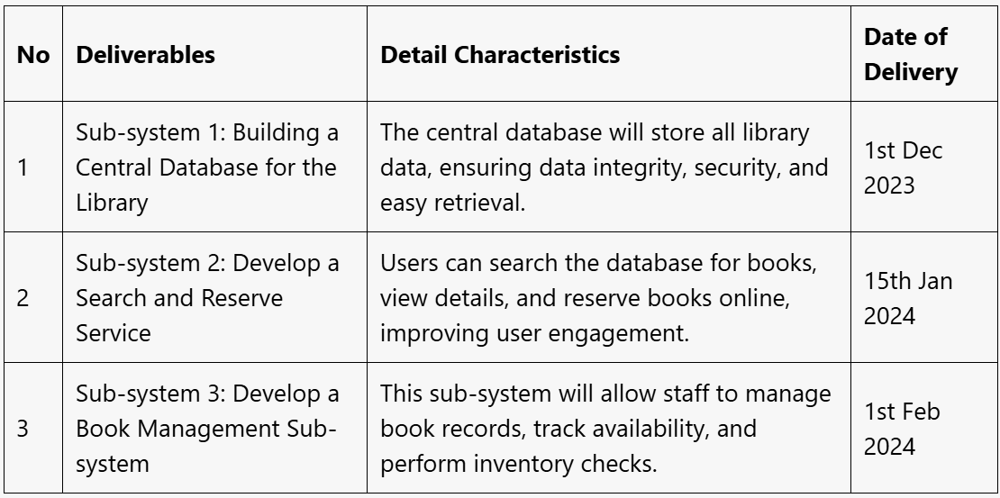 No
Deliverables
Detail Characteristics
Date of
Delivery
1
Sub-system 1: Building a
Central Database for the
Library
The central database will store all library
data, ensuring data integrity, security, and
easy retrieval.
1st Dec
2023
2
Sub-system 2: Develop a
Search and Reserve
Service
Users can search the database for books,
view details, and reserve books online,
improving user engagement.
15th Jan
2024
3
Sub-system 3: Develop a
Book Management Sub-
system
This sub-system will allow staff to manage
book records, track availability, and
perform inventory checks.
1st Feb
2024